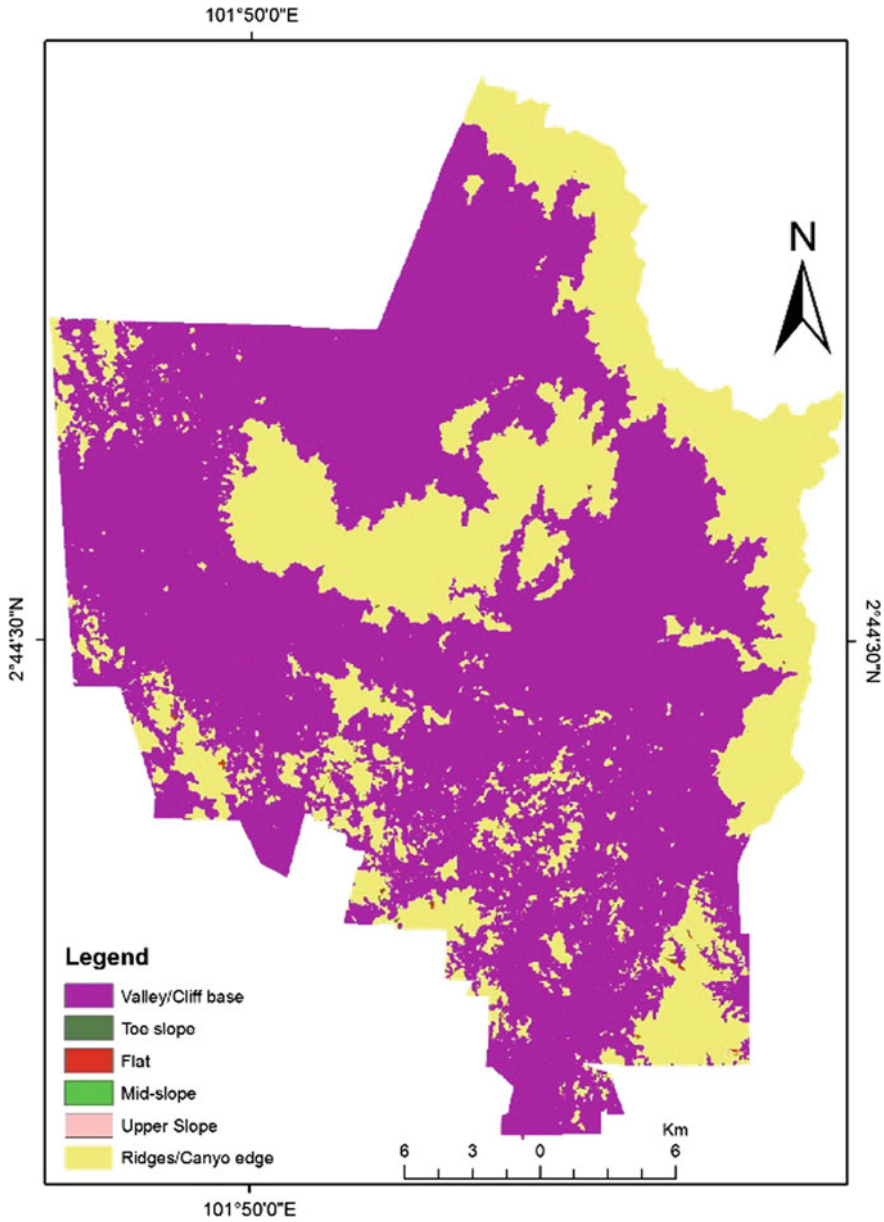 101°50'0"E
N
2°44'30"N
2°44'30"N
Legend
Valley/Cliff base
Toe slope
Flat
Mid-slope
Upper Slope
Ridges/Canyo edge
Km
6 3 0 6
101°50'0"E